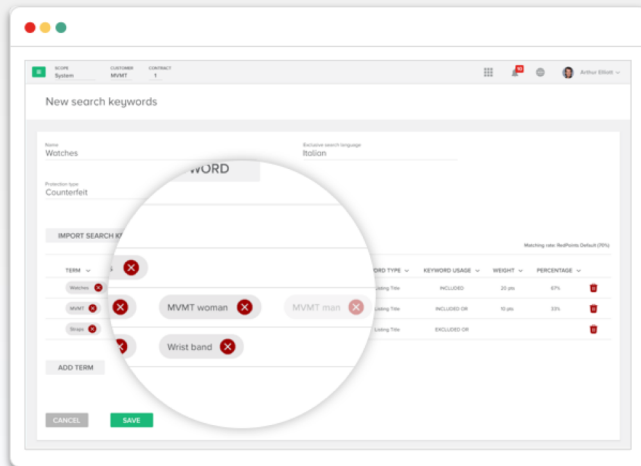 SCOPE CUSTOMER CONTRACT
System MVMT 1 10 Arthur Elliott
New search keywords
Name Exclusive search language
Watches Italian
Protection type
Counterfeit
WORD
IMPORT SEARCH KE
Matching rate: RedPoints Default (70%)
TERM ORD TYPE KEYWORD USAGE WEIGHT PERCENTAGE
Watches s Listing Title INCLUDED 20 pts 67%
MVMT MVMT woman MVMT man Listing Title INCLUDED OR 10 pts 33%
Straps Wrist band Listing Title EXCLUDED OR
ADD TERM
CANCEL SAVE